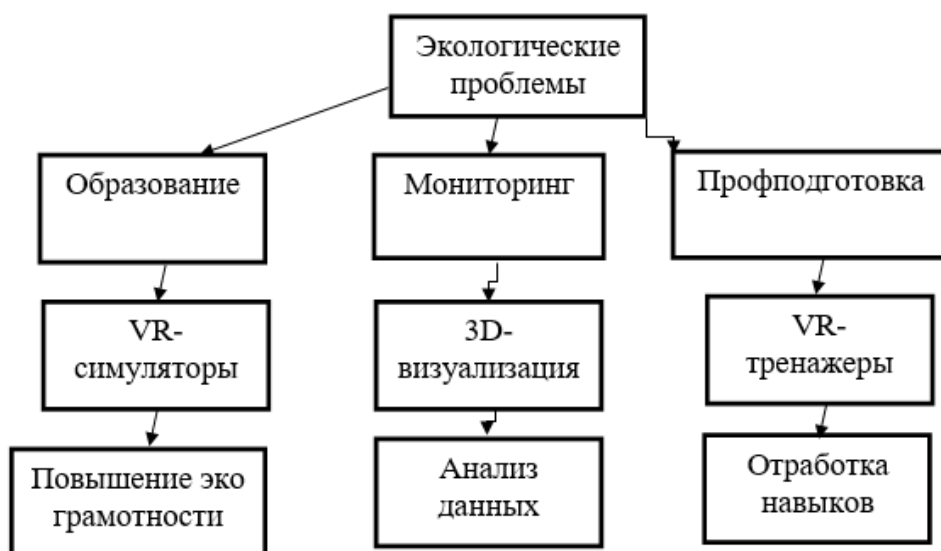 Экологические
проблемы
Образование
Мониторинг
Профподготовка
VR-
симуляторы
3D-
визуализация
VR-
тренажеры
Повышение эко
грамотности
Анализ
данных
Отработка
навыков